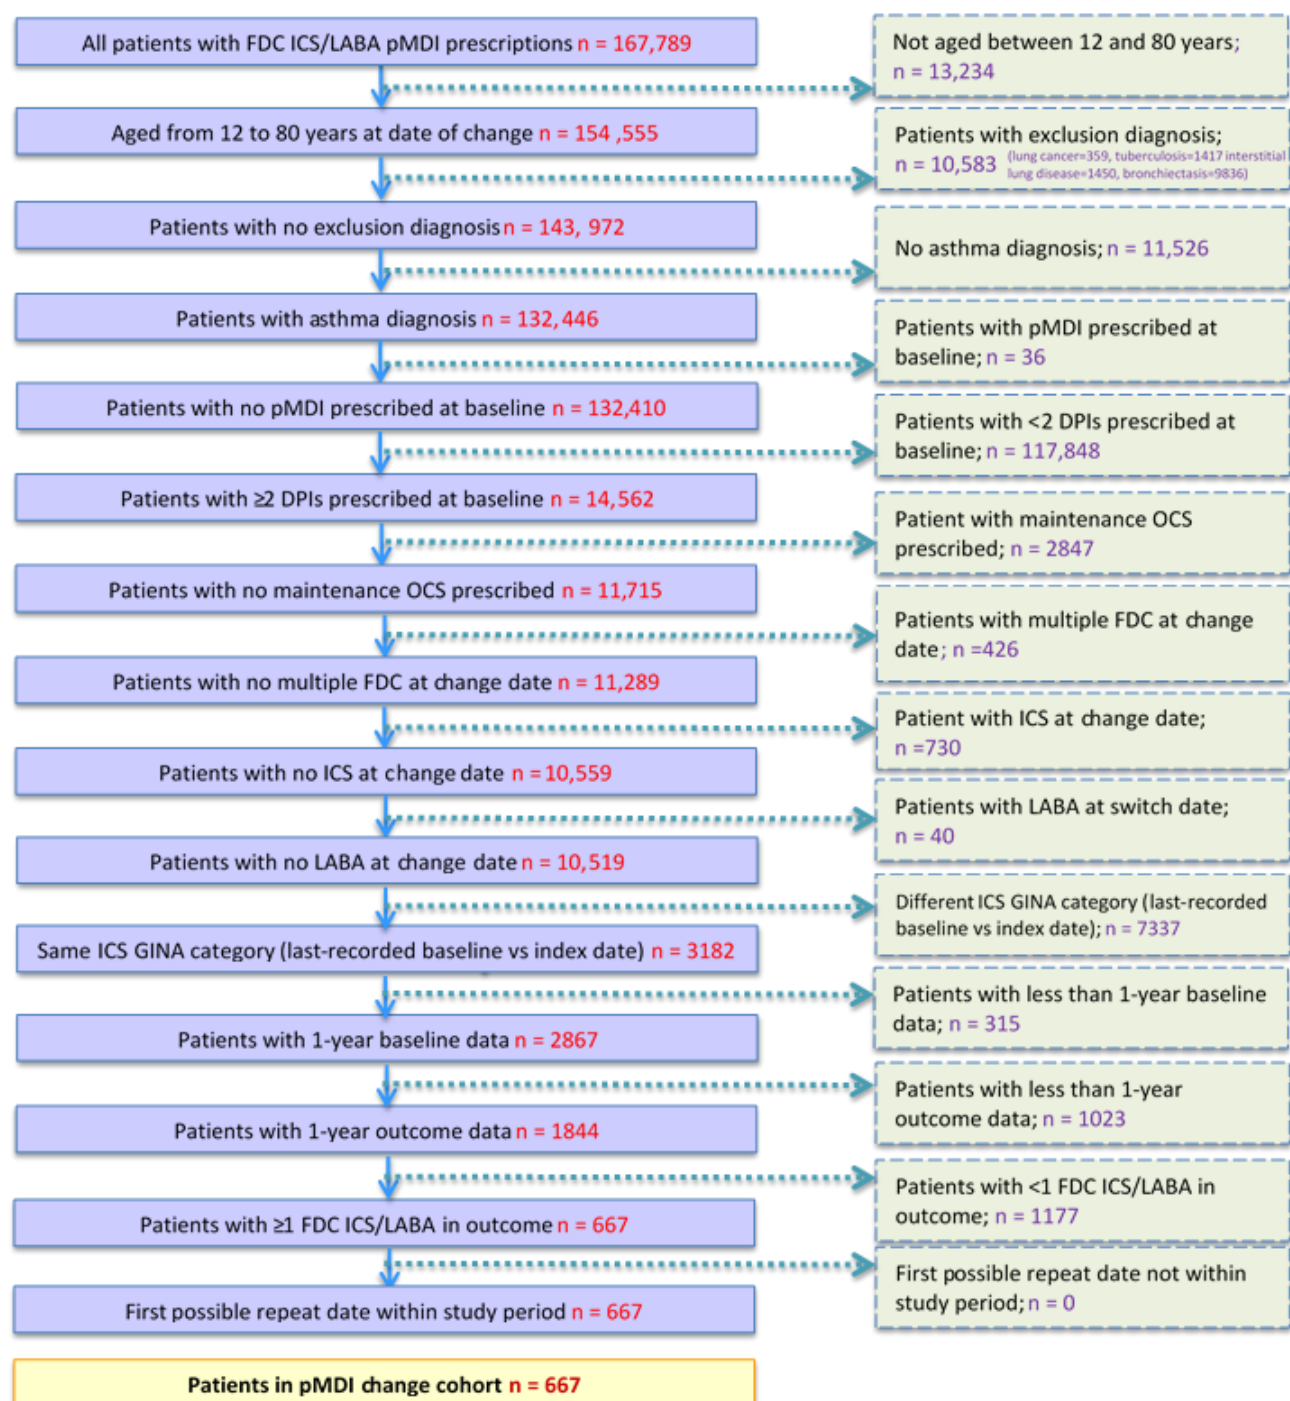 All patients with FDC ICS/LABA pMDI prescriptions n = 167,789
Not aged between 12 and 80 years;
n = 13,234
Aged from 12 to 80 years at date of change n = 154 ,555
Patients with exclusion diagnosis;
n = 10,583 (lung cancer=359, tuberculosis=1417 interstitial
lung disease=1450, bronchiectasis=9836)
Patients with no exclusion diagnosis n = 143, 972
No asthma diagnosis; n = 11,526
Patients with asthma diagnosis n = 132,446
Patients with pMDI prescribed at
baseline; n = 36
Patients with no pMDI prescribed at baseline n = 132,410
Patients with <2 DPIs prescribed at
baseline; n = 117,848
Patients with ≥2 DPIs prescribed at baseline n = 14,562
Patient with maintenance OCS
prescribed; n = 2847
Patients with no maintenance OCS prescribed n = 11,715
Patients with multiple FDC at change
date; n =426
Patients with no multiple FDC at change date n = 11,289
Patient with ICS at change date;
n =730
Patients with no ICS at change date n = 10,559
Patients with LABA at switch date;
n = 40
Patients with no LABA at change date n = 10,519
Different ICS GINA category (last-recorded
baseline vs index date); n = 7337
Same ICS GINA category (last-recorded baseline vs index date) n = 3182
Patients with less than 1-year baseline
data; n = 315
Patients with 1-year baseline data n = 2867
Patients with less than 1-year
outcome data; n = 1023
Patients with 1-year outcome data n = 1844
Patients with <1 FDC ICS/LABA in
outcome; n = 1177
Patients with ≥1 FDC ICS/LABA in outcome n = 667
First possible repeat date not within
study period; n = 0
First possible repeat date within study period n = 667
Patients in pMDI change cohort n = 667